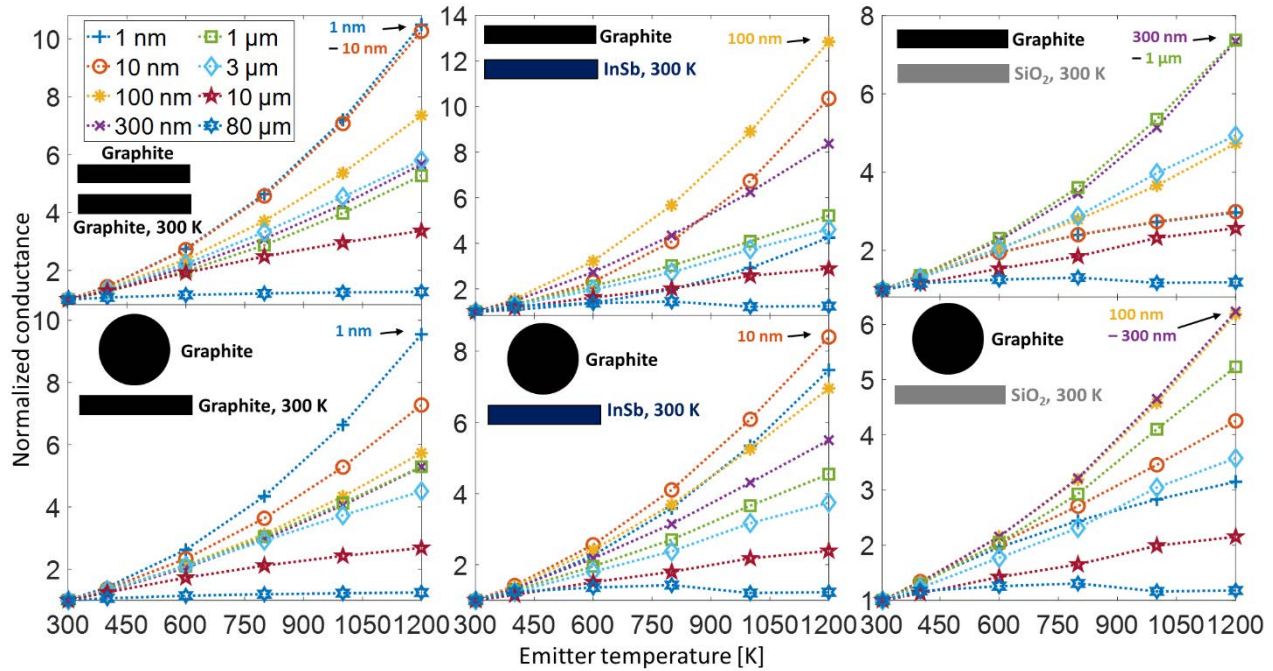 Normalized conductance
10
8
6
4
2
1 nm
10 nm
100 nm
300 nm
1 µm
3 µm
10 µm
80 µm
1 nm
– 10 nm
Graphite
Graphite, 300 K
14
12
10
8
6
4
2
Graphite
InSb, 300 K
100 nm
8
6
4
2
Graphite
SiO₂, 300 K
300 nm
– 1 µm
10
8
6
4
2
Graphite
Graphite, 300 K
1 nm
300 450 600 750 900 1050 1200
8
6
4
2
Graphite
InSb, 300 K
10 nm
300 450 600 750 900 1050 1200
6
5
4
3
2
1
Graphite
SiO₂, 300 K
100 nm
– 300 nm
300 450 600 750 900 1050 1200
Emitter temperature [K]